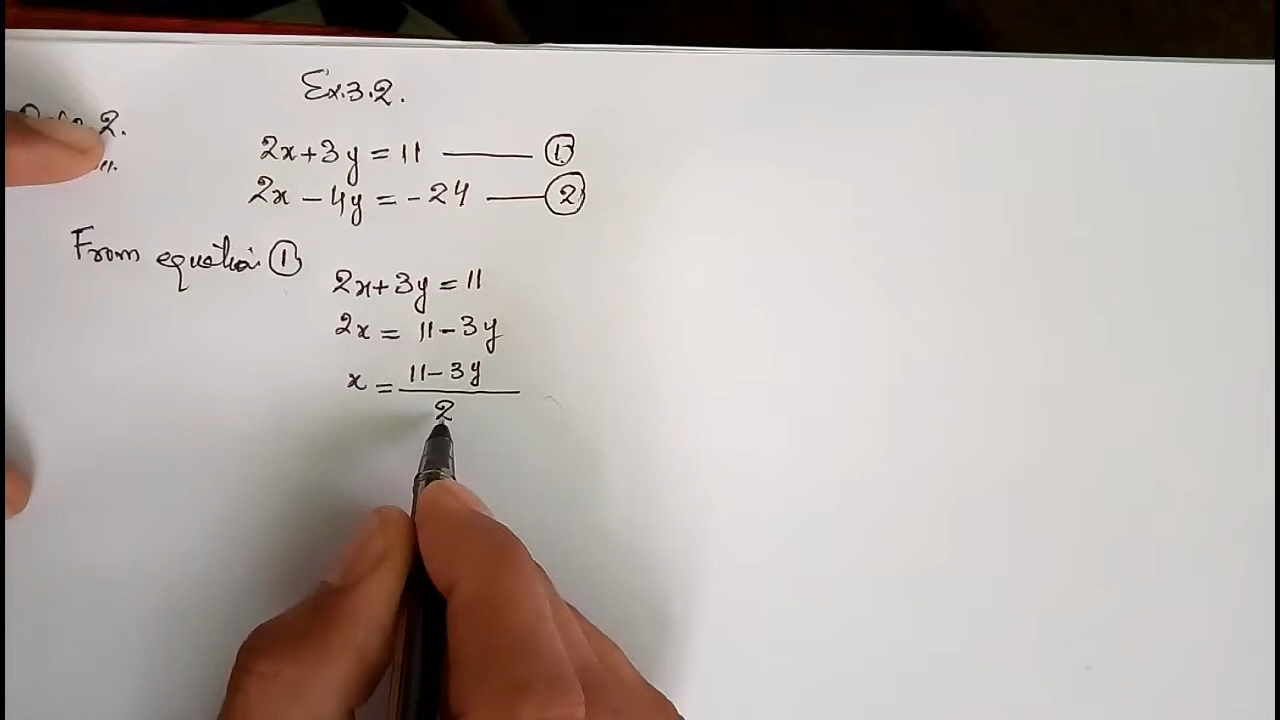 Ex.3.2.
2.
2x+3y = 11 ——— ①
2x - 4y = -24 —— ②
From equation ①
2x+3y = 11
2x = 11 - 3y
x = 11 - 3y
2